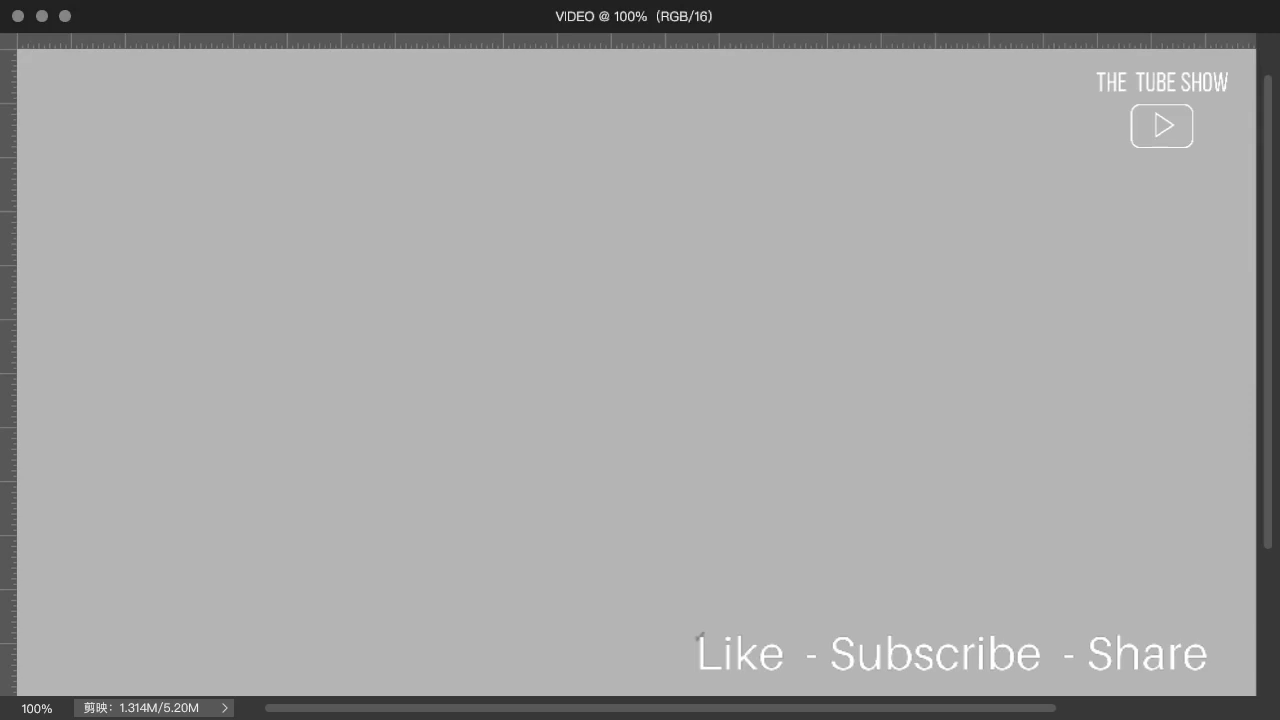 VIDEO @ 100%（RGB/16）
THE TUBE SHOW
Like - Subscribe - Share
100%
剪映：1.314M/5.20M